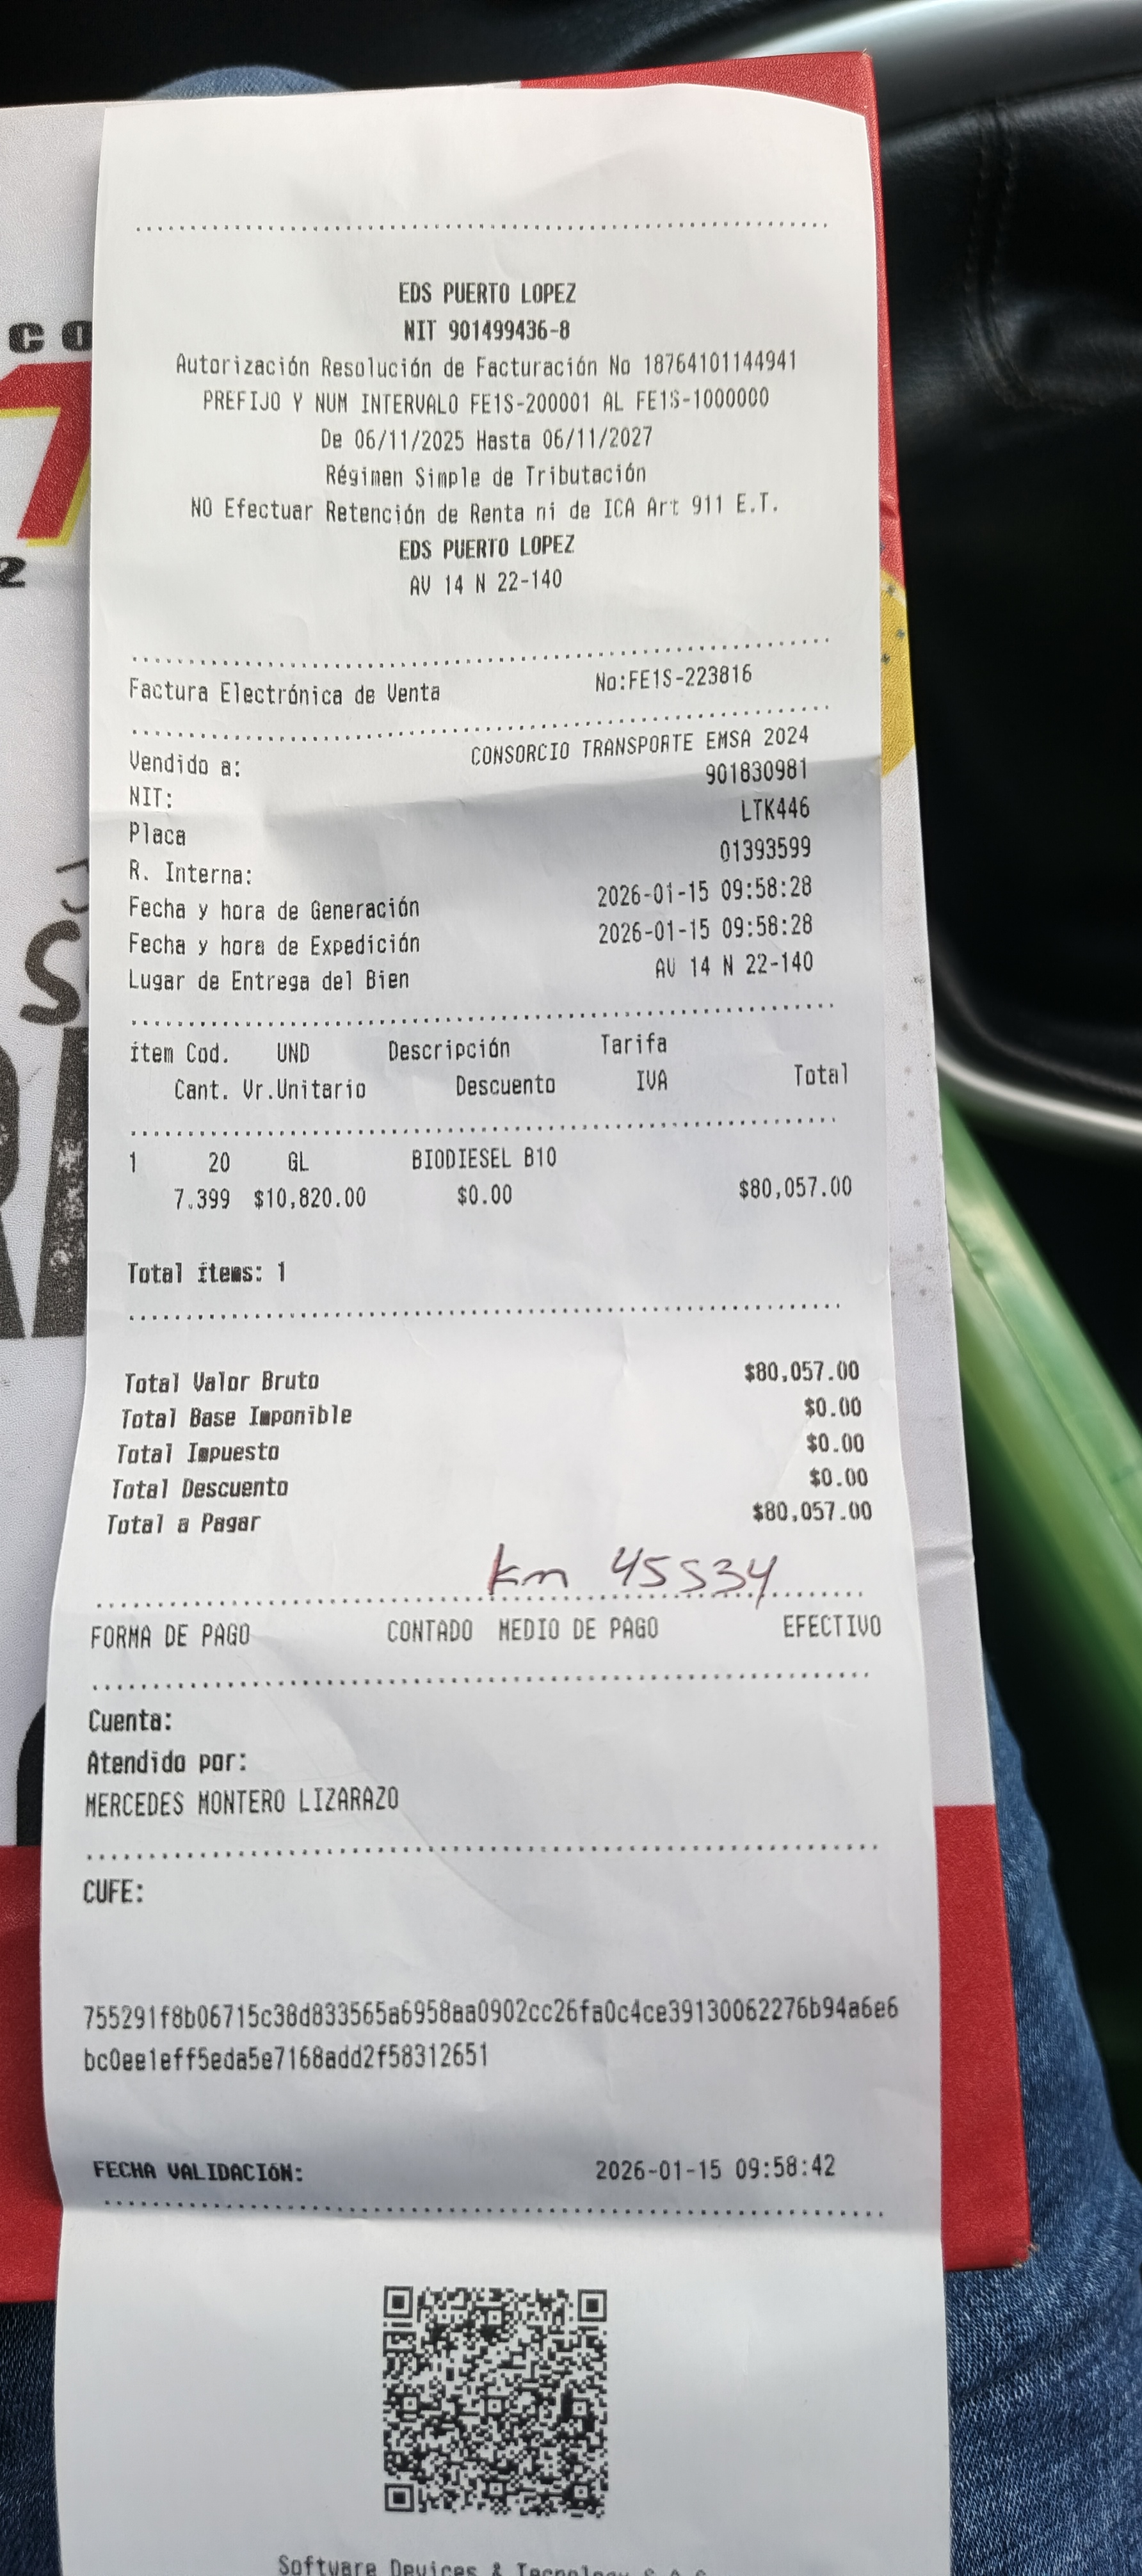 EDS PUERTO LOPEZ
NIT 901499436-8
Autorización Resolución de Facturación No 18764101144941
PREFIJO Y NUM INTERVALO FE1S-200001 AL FE1S-1000000
De 06/11/2025 Hasta 06/11/2027
Régimen Simple de Tributación
NO Efectuar Retención de Renta ni de ICA Art 911 E.T.
EDS PUERTO LOPEZ
AV 14 N 22-140
Factura Electrónica de Venta No:FE1S-223816
Vendido a: CONSORCIO TRANSPORTE EMSA 2024
NIT: 901830981
Placa LTK446
R. Interna: 01393599
Fecha y hora de Generación 2026-01-15 09:58:28
Fecha y hora de Expedición 2026-01-15 09:58:28
Lugar de Entrega del Bien AV 14 N 22-140
ítem Cod. UND Descripción Tarifa
Cant. Vr.Unitario Descuento IVA Total
1 20 GL BIODIESEL B10
7.399 $10,820.00 $0.00 $80,057.00
Total ítems: 1
Total Valor Bruto $80,057.00
Total Base Imponible $0.00
Total Impuesto $0.00
Total Descuento $0.00
Total a Pagar $80,057.00
km 45534
FORMA DE PAGO CONTADO MEDIO DE PAGO EFECTIVO
Cuenta:
Atendido por:
MERCEDES MONTERO LIZARAZO
CUFE:
755291f8b06715c38d833565a6958aa0902cc26fa0c4ce39130062276b94a6e6
bc0ee1eff5eda5e7168add2f58312651
FECHA VALIDACIÓN: 2026-01-15 09:58:42
Software Devices & Tecnology S.A.S